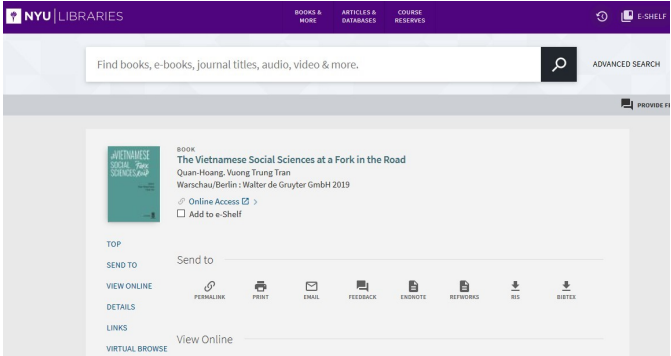 NYU LIBRARIES
BOOKS & MORE
ARTICLES & DATABASES
COURSE RESERVES
E-SHELF
Find books, e-books, journal titles, audio, video & more.
ADVANCED SEARCH
PROVIDE FE
VIETNAMESE
SOCIAL Fork
SCIENCES
BOOK
The Vietnamese Social Sciences at a Fork in the Road
Quan-Hoang. Vuong Trung Tran
Warschau/Berlin : Walter de Gruyter GmbH 2019
Online Access >
Add to e-Shelf
TOP
SEND TO
VIEW ONLINE
DETAILS
LINKS
VIRTUAL BROWSE
Send to
PERMALINK PRINT EMAIL FEEDBACK ENDNOTE REFWORKS RIS BIBTEX
View Online